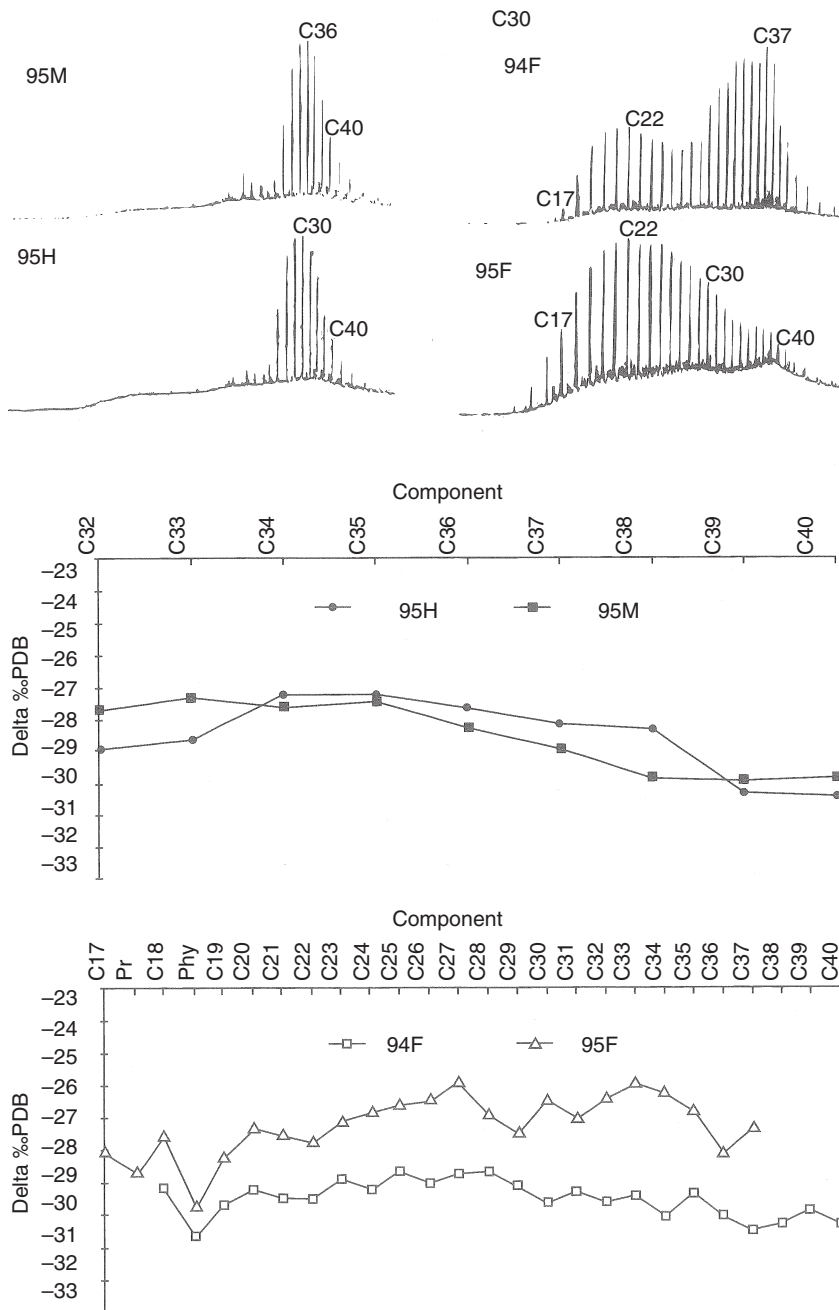 C36
95M
C40
C30
95H
C40
C30
C37
94F
C22
C17
C22
95F
C30
C17
C40
Component
C32 C33 C34 C35 C36 C37 C38 C39 C40
–23
–24
–25
–26
–27
–28
–29
–30
–31
–32
–33
Delta ‰PDB
95H 95M
Component
C17 Pr C18 Phy C19 C20 C21 C22 C23 C24 C25 C26 C27 C28 C29 C30 C31 C32 C33 C34 C35 C36 C37 C38 C39 C40
–23
–24
–25
–26
–27
–28
–29
–30
–31
–32
–33
Delta ‰PDB
94F 95F